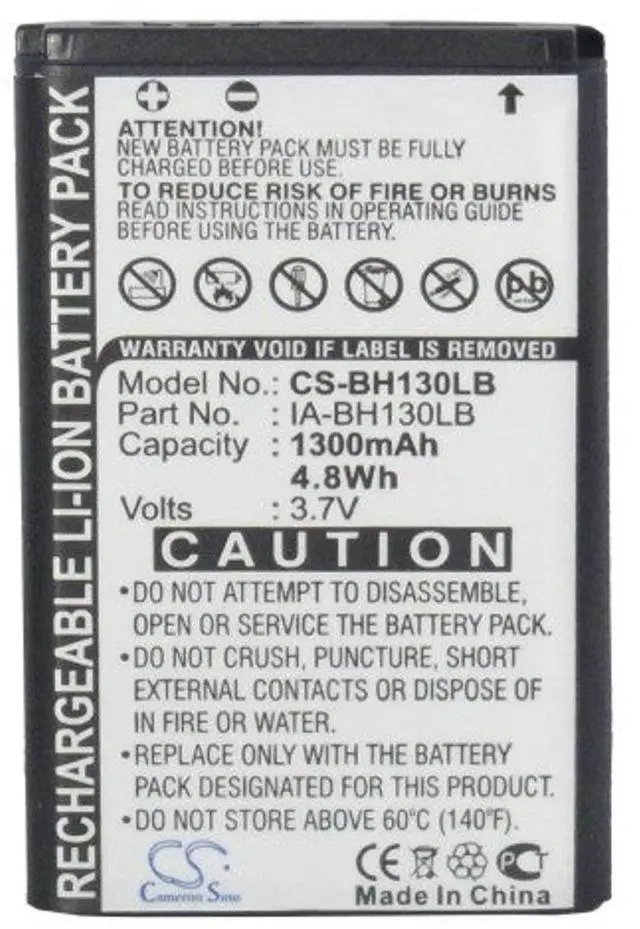 RECHARGEABLE LI-ION BATTERY PACK
ATTENTION!
NEW BATTERY PACK MUST BE FULLY
CHARGED BEFORE USE.
TO REDUCE RISK OF FIRE OR BURNS
READ INSTRUCTIONS IN OPERATING GUIDE
BEFORE USING THE BATTERY.
Pb
WARRANTY VOID IF LABEL IS REMOVED
Model No.: CS-BH130LB
Part No. : IA-BH130LB
Capacity : 1300mAh
4.8Wh
Volts : 3.7V
CAUTION
•DO NOT ATTEMPT TO DISASSEMBLE,
OPEN OR SERVICE THE BATTERY PACK.
•DO NOT CRUSH, PUNCTURE, SHORT
EXTERNAL CONTACTS OR DISPOSE OF
IN FIRE OR WATER.
•REPLACE ONLY WITH THE BATTERY
PACK DESIGNATED FOR THIS PRODUCT.
•DO NOT STORE ABOVE 60°C (140°F).
CS
Cameron Sino
CE
Made In China